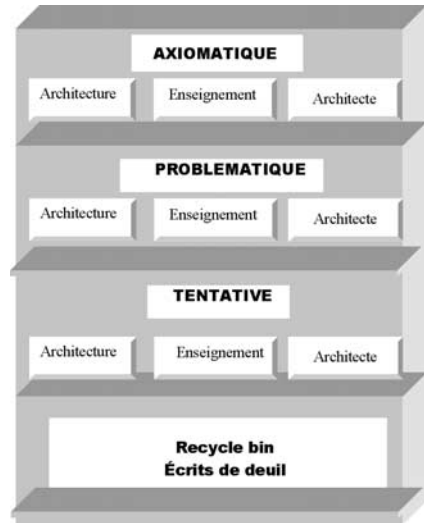 AXIOMATIQUE
Architecture Enseignement Architecte
PROBLEMATIQUE
Architecture Enseignement Architecte
TENTATIVE
Architecture Enseignement Architecte
Recycle bin
Écrits de deuil